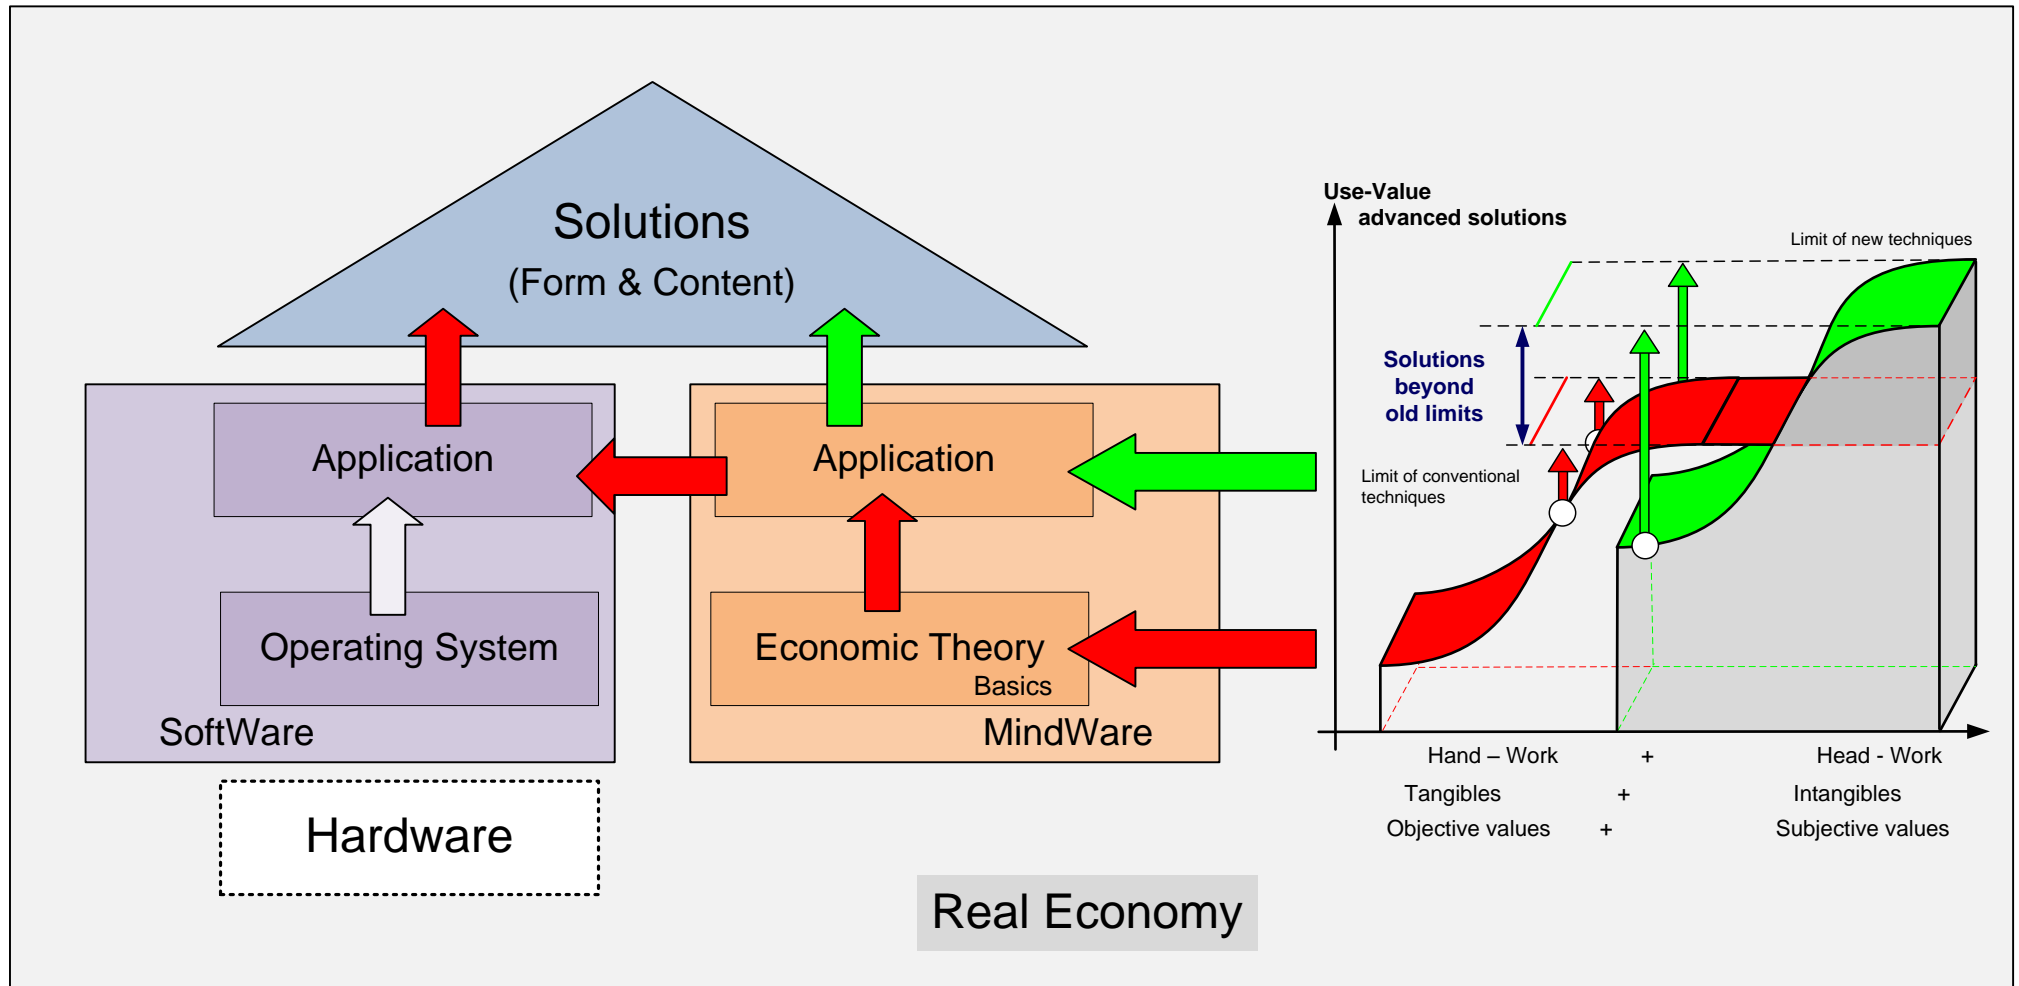 Solutions
(Form & Content)
Application
Operating System
SoftWare
Hardware
Application
Economic Theory
Basics
MindWare
Real Economy
Use-Value
advanced solutions
Limit of new techniques
Solutions
beyond
old limits
Limit of conventional
techniques
Hand – Work + Head - Work
Tangibles + Intangibles
Objective values + Subjective values